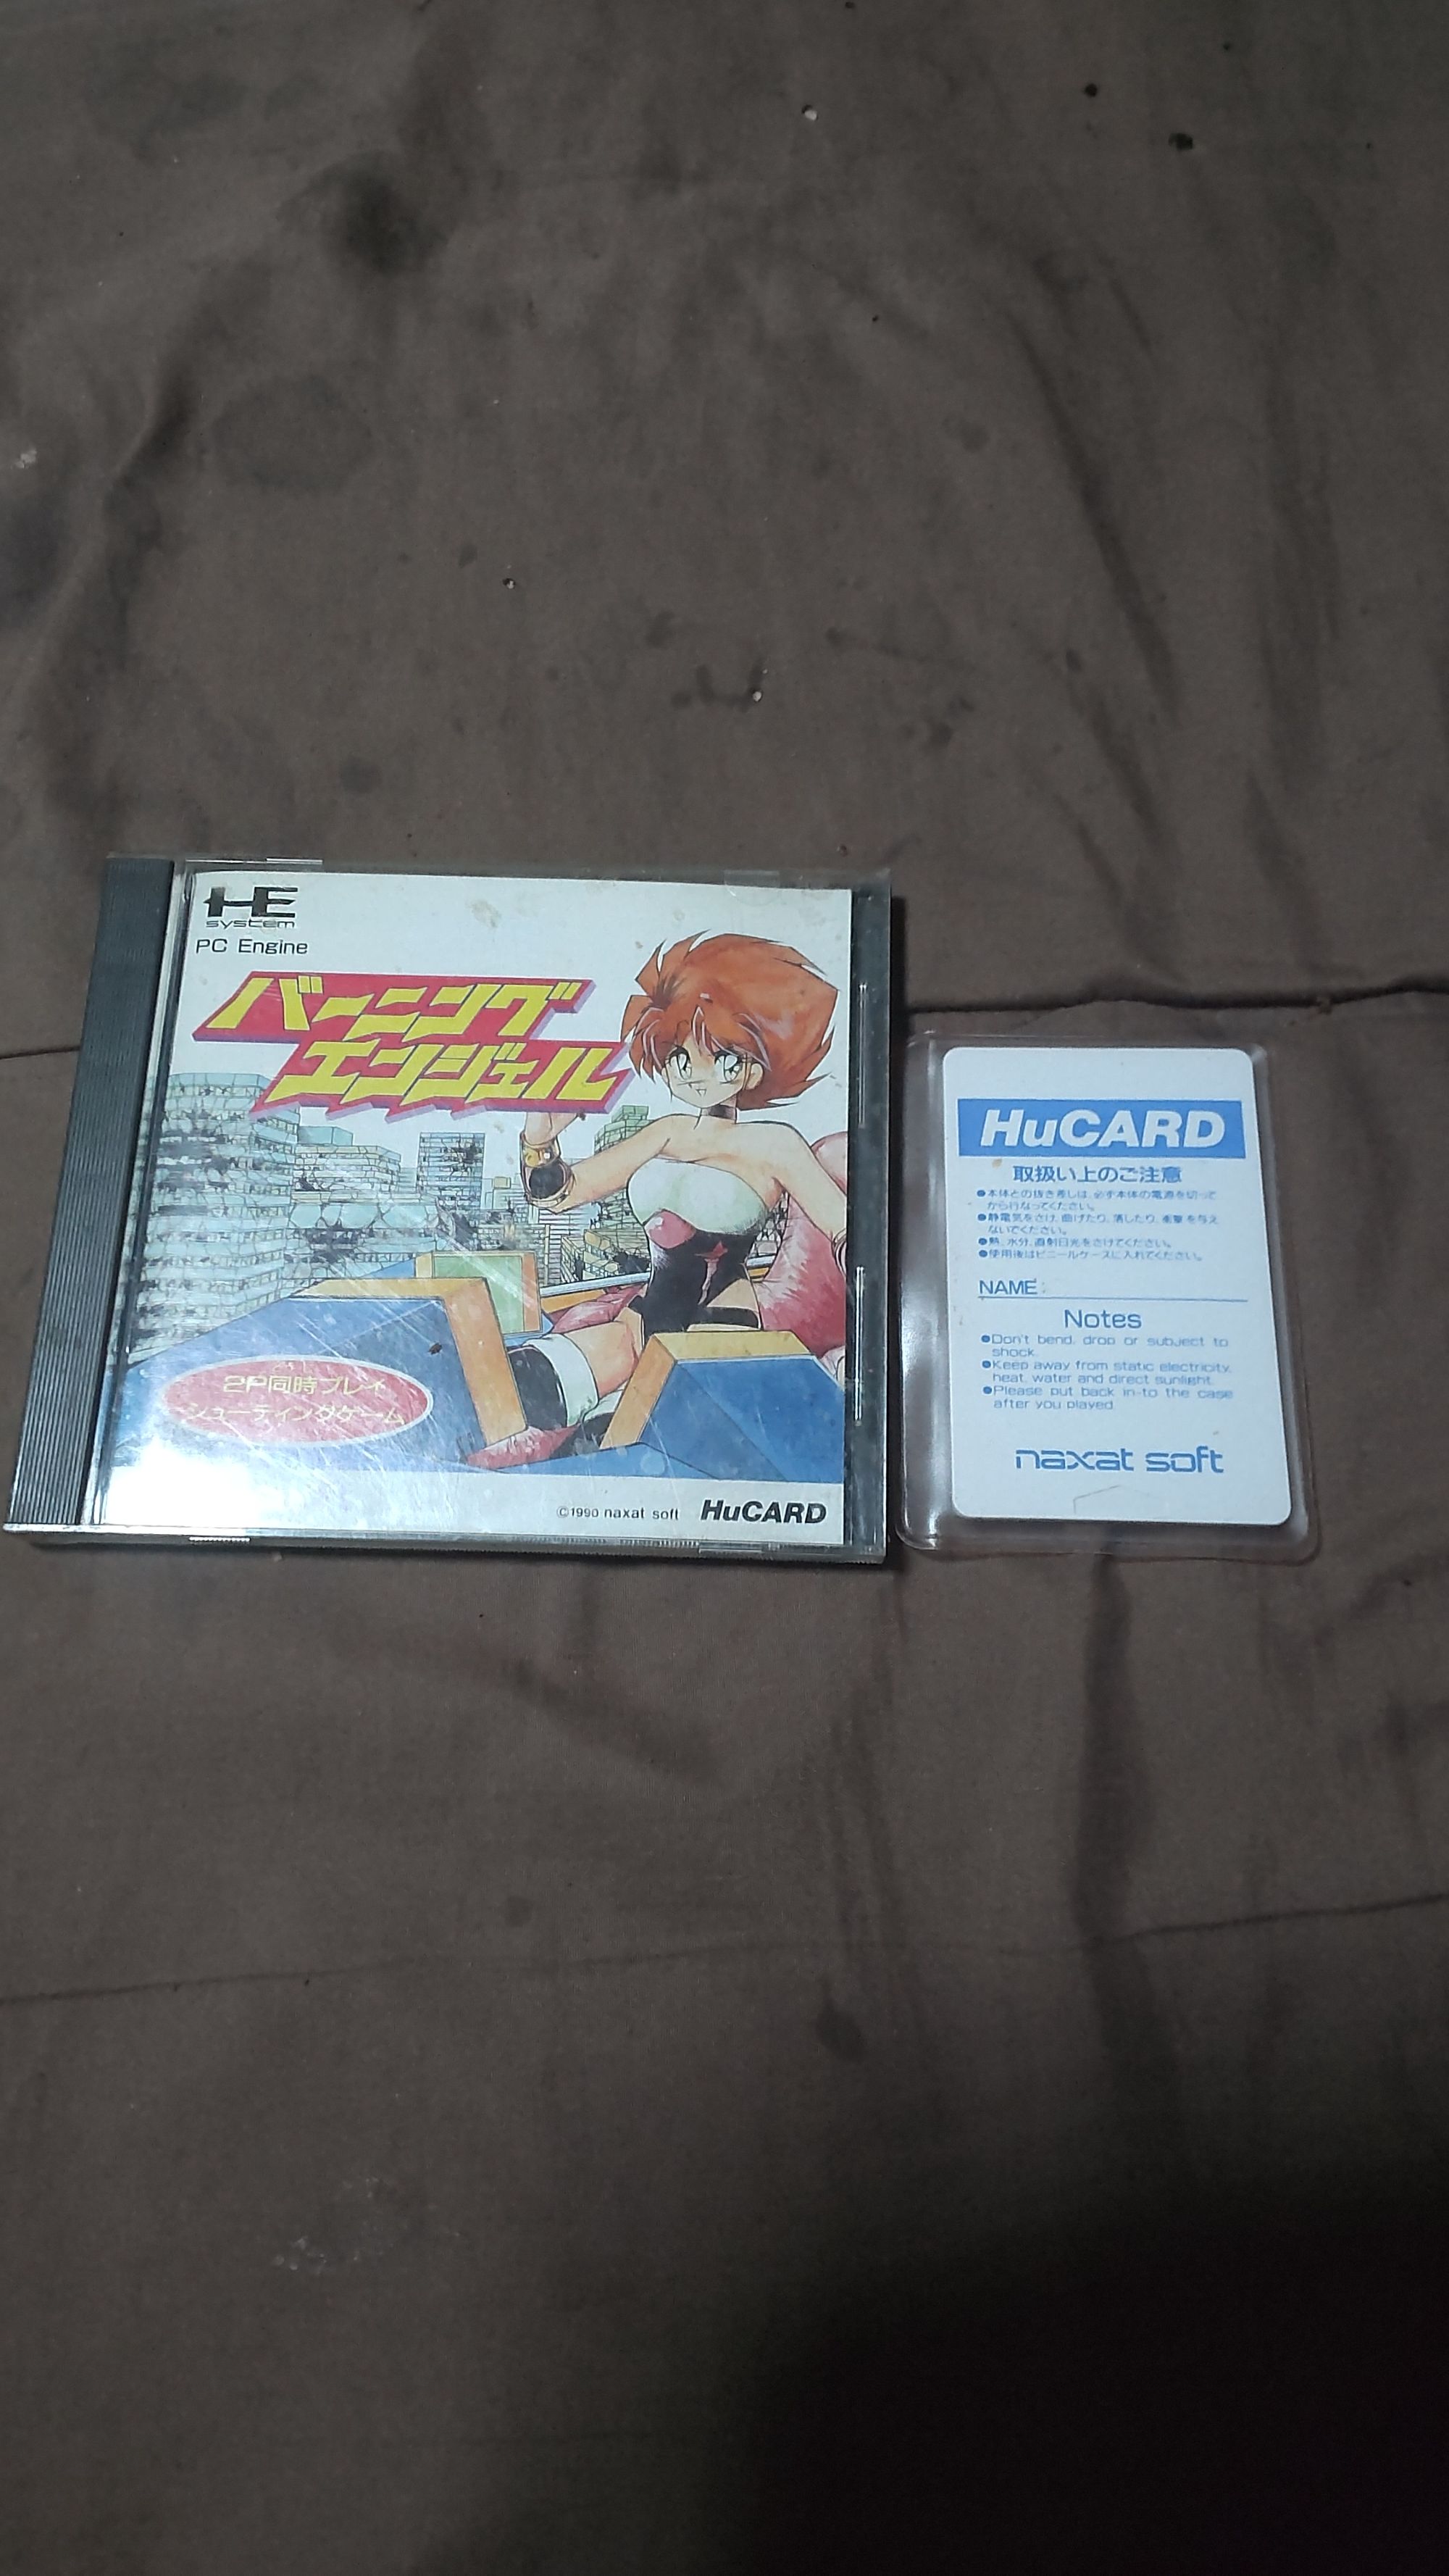 HE
system
PC Engine
バーニング
エンジェル
2P同時プレイ
シューティングゲーム
©1990 naxat soft HuCARD
HuCARD
取扱い上のご注意
●本体との抜き差しは、必ず本体の電源を切って
から行なってください。
●静電気をさけ、曲げたり、落したり、衝撃を与え
ないでください。
●熱、水分、直射日光をさけてください。
●使用後はビニールケースに入れてください。
NAME:
Notes
●Don't bend, drop or subject to
shock.
●Keep away from static electricity,
heat, water and direct sunlight.
●Please put back in-to the case
after you played.
naxat soft